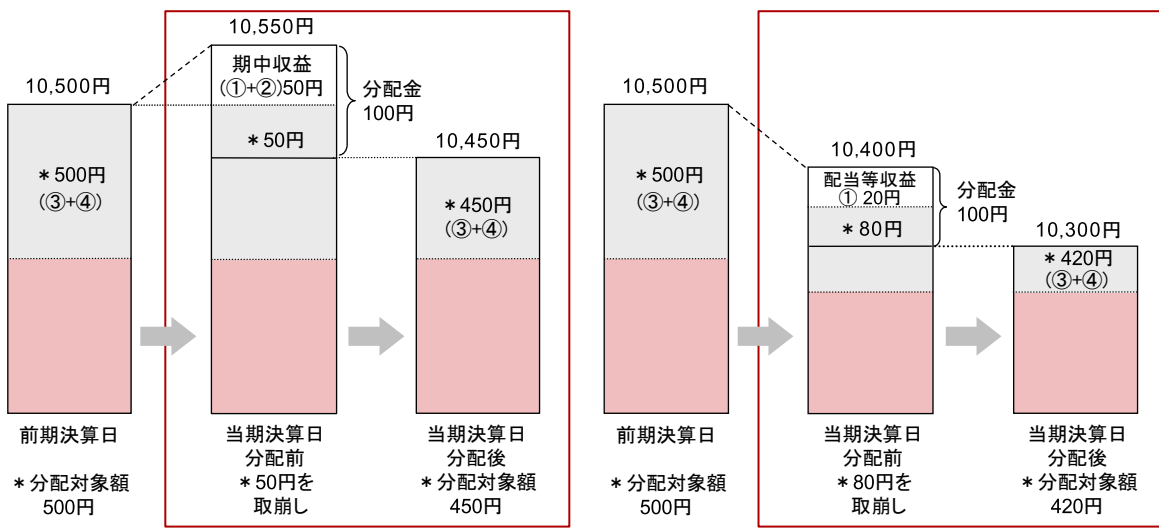 10,500円
＊500円
(③+④)
前期決算日
＊分配対象額
500円
10,550円
期中収益
(①+②)50円
＊50円
分配金
100円
当期決算日
分配前
＊50円を
取崩し
10,450円
＊450円
(③+④)
当期決算日
分配後
＊分配対象額
450円
10,500円
＊500円
(③+④)
前期決算日
＊分配対象額
500円
10,400円
配当等収益
① 20円
＊80円
分配金
100円
当期決算日
分配前
＊80円を
取崩し
10,300円
＊420円
(③+④)
当期決算日
分配後
＊分配対象額
420円